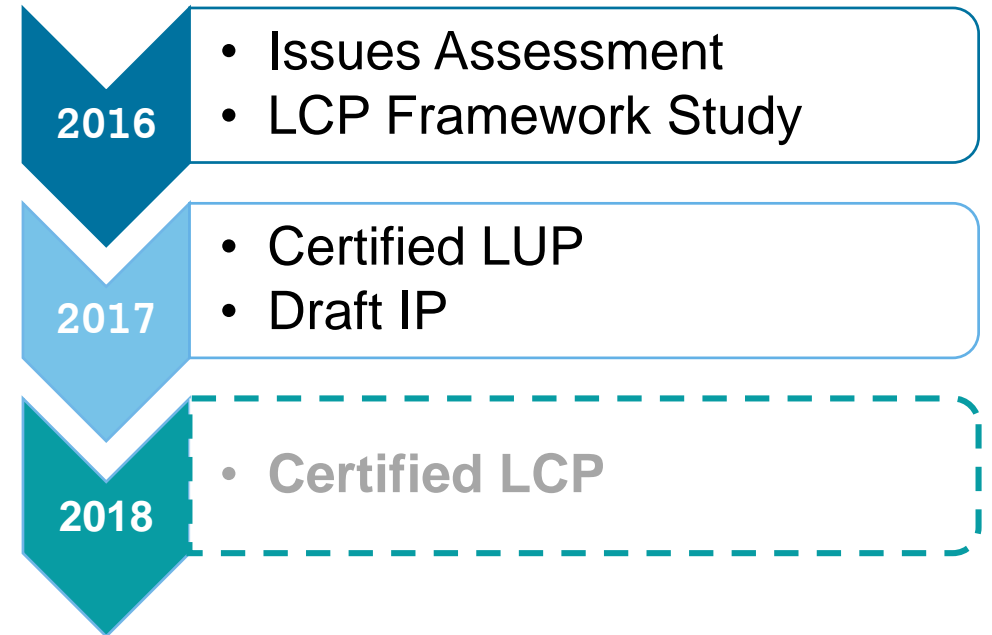 2016
• Issues Assessment
• LCP Framework Study
2017
• Certified LUP
• Draft IP
2018
• Certified LCP